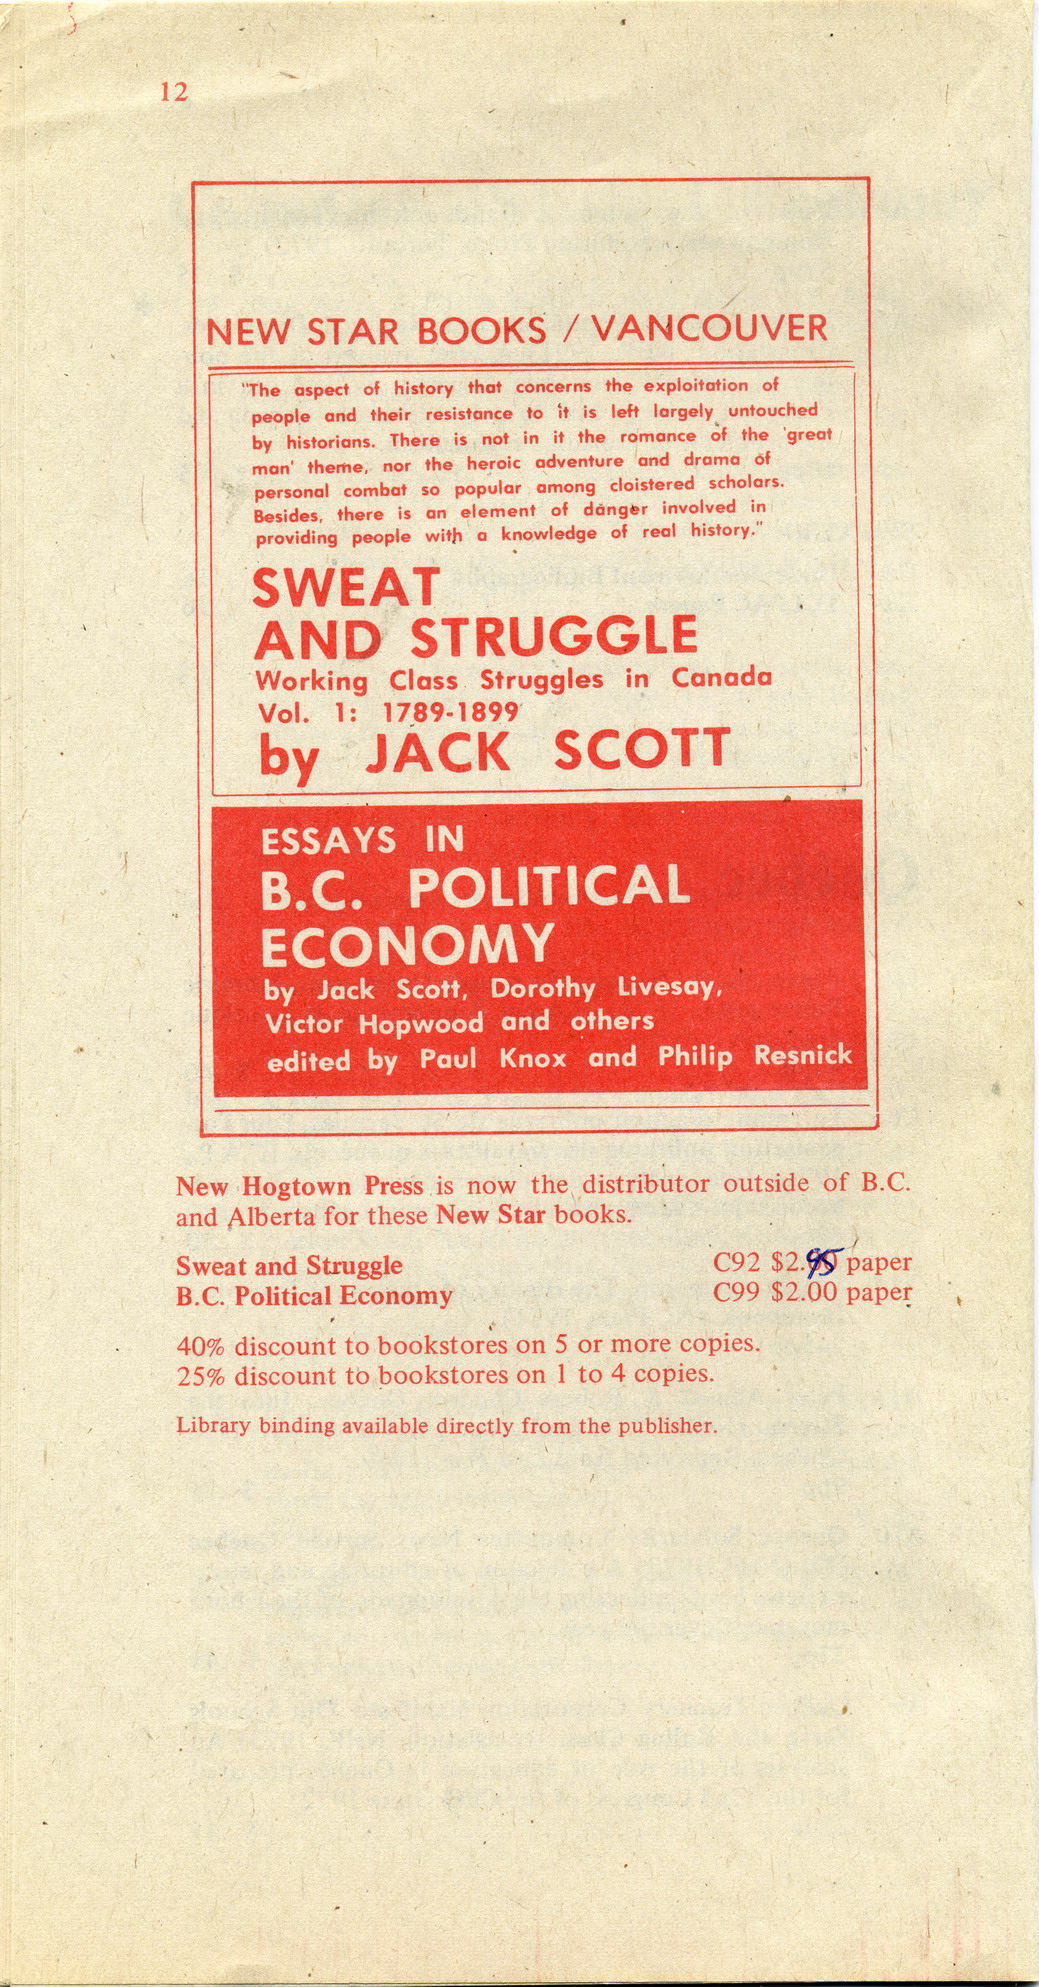 12
NEW STAR BOOKS / VANCOUVER
"The aspect of history that concerns the exploitation of
people and their resistance to it is left largely untouched
by historians. There is not in it the romance of the 'great
man' theme, nor the heroic adventure and drama of
personal combat so popular among cloistered scholars.
Besides, there is an element of danger involved in
providing people with a knowledge of real history."
SWEAT
AND STRUGGLE
Working Class Struggles in Canada
Vol. 1: 1789-1899
by JACK SCOTT
ESSAYS IN
B.C. POLITICAL
ECONOMY
by Jack Scott, Dorothy Livesay,
Victor Hopwood and others
edited by Paul Knox and Philip Resnick
New Hogtown Press is now the distributor outside of B.C.
and Alberta for these New Star books.
Sweat and Struggle C92 $2.95 paper
B.C. Political Economy C99 $2.00 paper
40% discount to bookstores on 5 or more copies.
25% discount to bookstores on 1 to 4 copies.
Library binding available directly from the publisher.